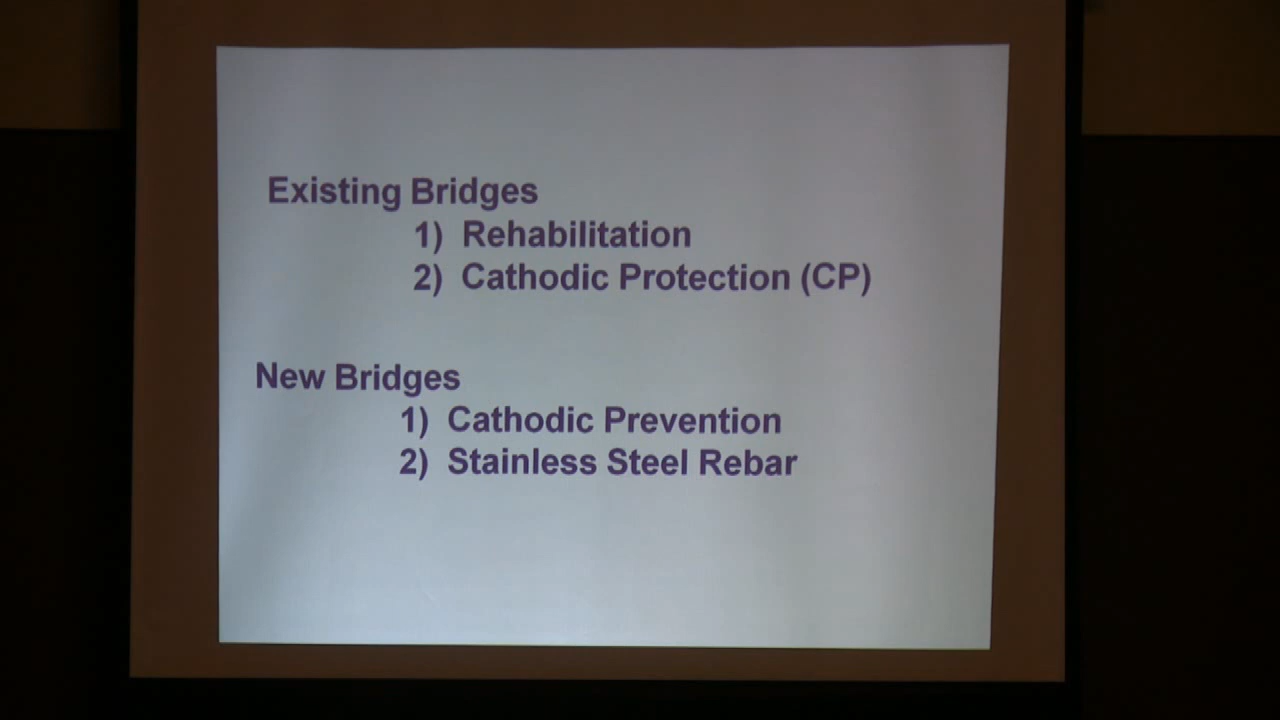 Existing Bridges
1) Rehabilitation
2) Cathodic Protection (CP)
New Bridges
1) Cathodic Prevention
2) Stainless Steel Rebar